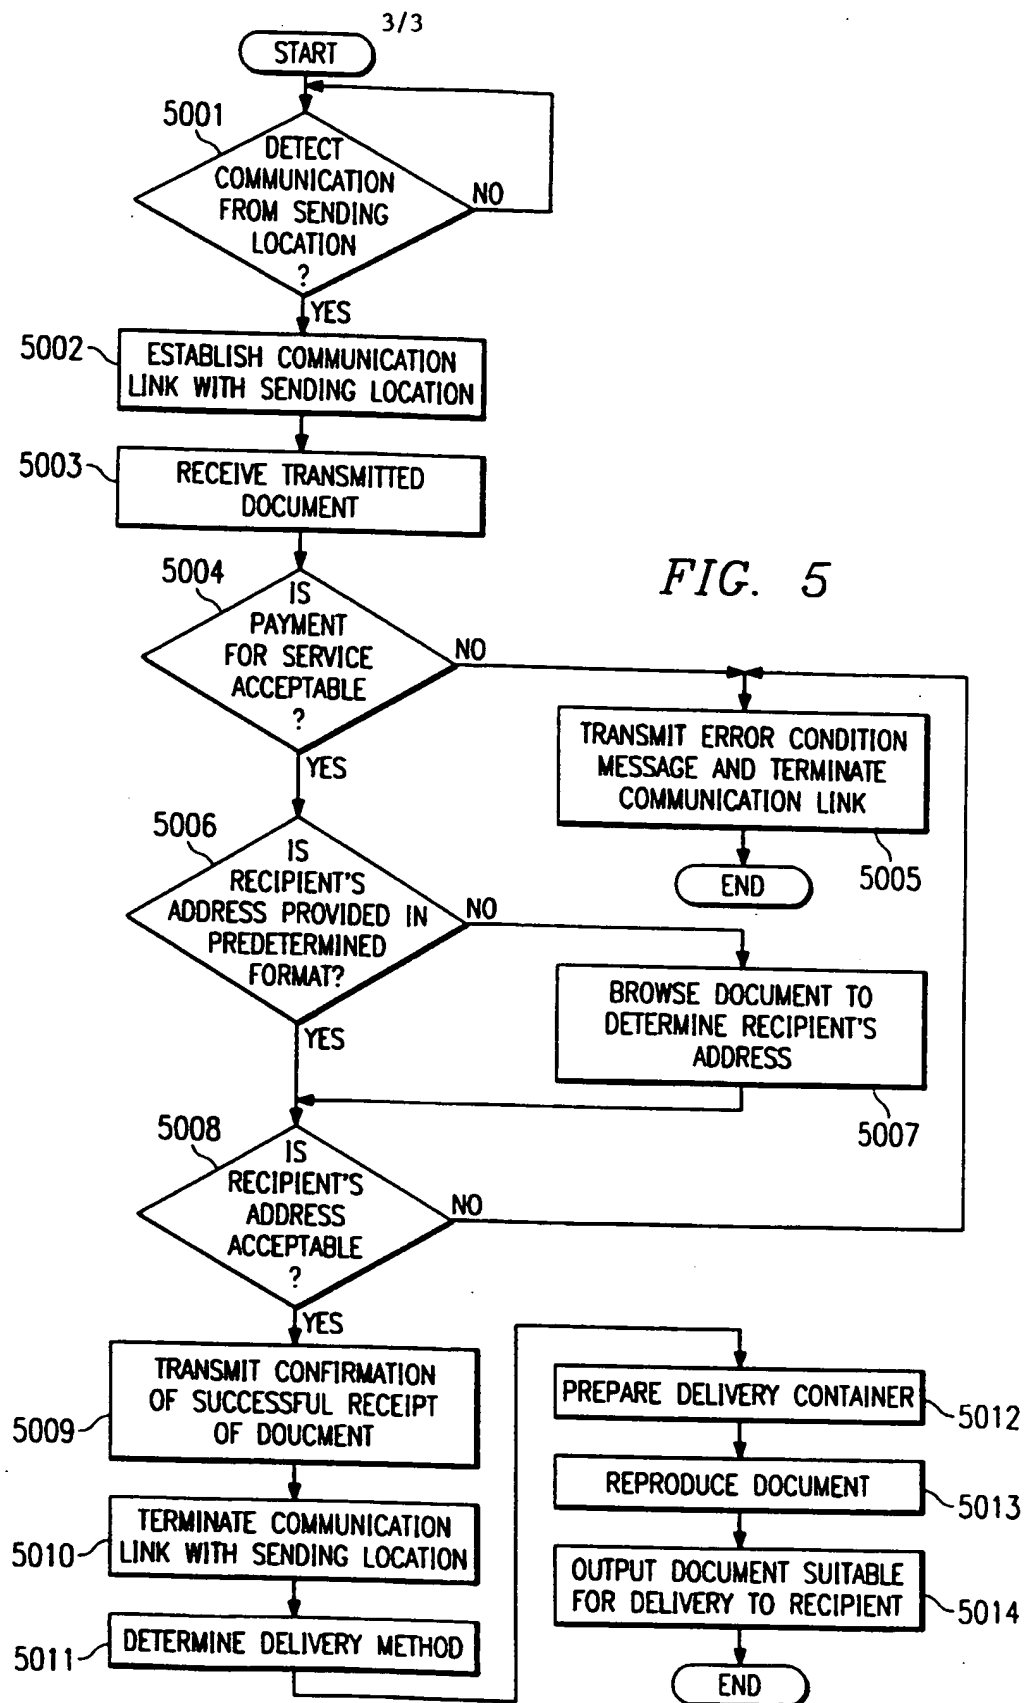 3/3
START
5001
DETECT
COMMUNICATION
FROM SENDING
LOCATION
?
NO
YES
5002
ESTABLISH COMMUNICATION
LINK WITH SENDING LOCATION
5003
RECEIVE TRANSMITTED
DOCUMENT
FIG. 5
5004
IS
PAYMENT
FOR SERVICE
ACCEPTABLE
?
NO
YES
TRANSMIT ERROR CONDITION
MESSAGE AND TERMINATE
COMMUNICATION LINK
5005
END
5006
IS
RECIPIENT'S
ADDRESS PROVIDED IN
PREDETERMINED
FORMAT?
NO
YES
BROWSE DOCUMENT TO
DETERMINE RECIPIENT'S
ADDRESS
5007
5008
IS
RECIPIENT'S
ADDRESS
ACCEPTABLE
?
NO
YES
TRANSMIT CONFIRMATION
OF SUCCESSFUL RECEIPT
OF DOUCMENT
5009
TERMINATE COMMUNICATION
LINK WITH SENDING LOCATION
5010
DETERMINE DELIVERY METHOD
5011
PREPARE DELIVERY CONTAINER
5012
REPRODUCE DOCUMENT
5013
OUTPUT DOCUMENT SUITABLE
FOR DELIVERY TO RECIPIENT
5014
END